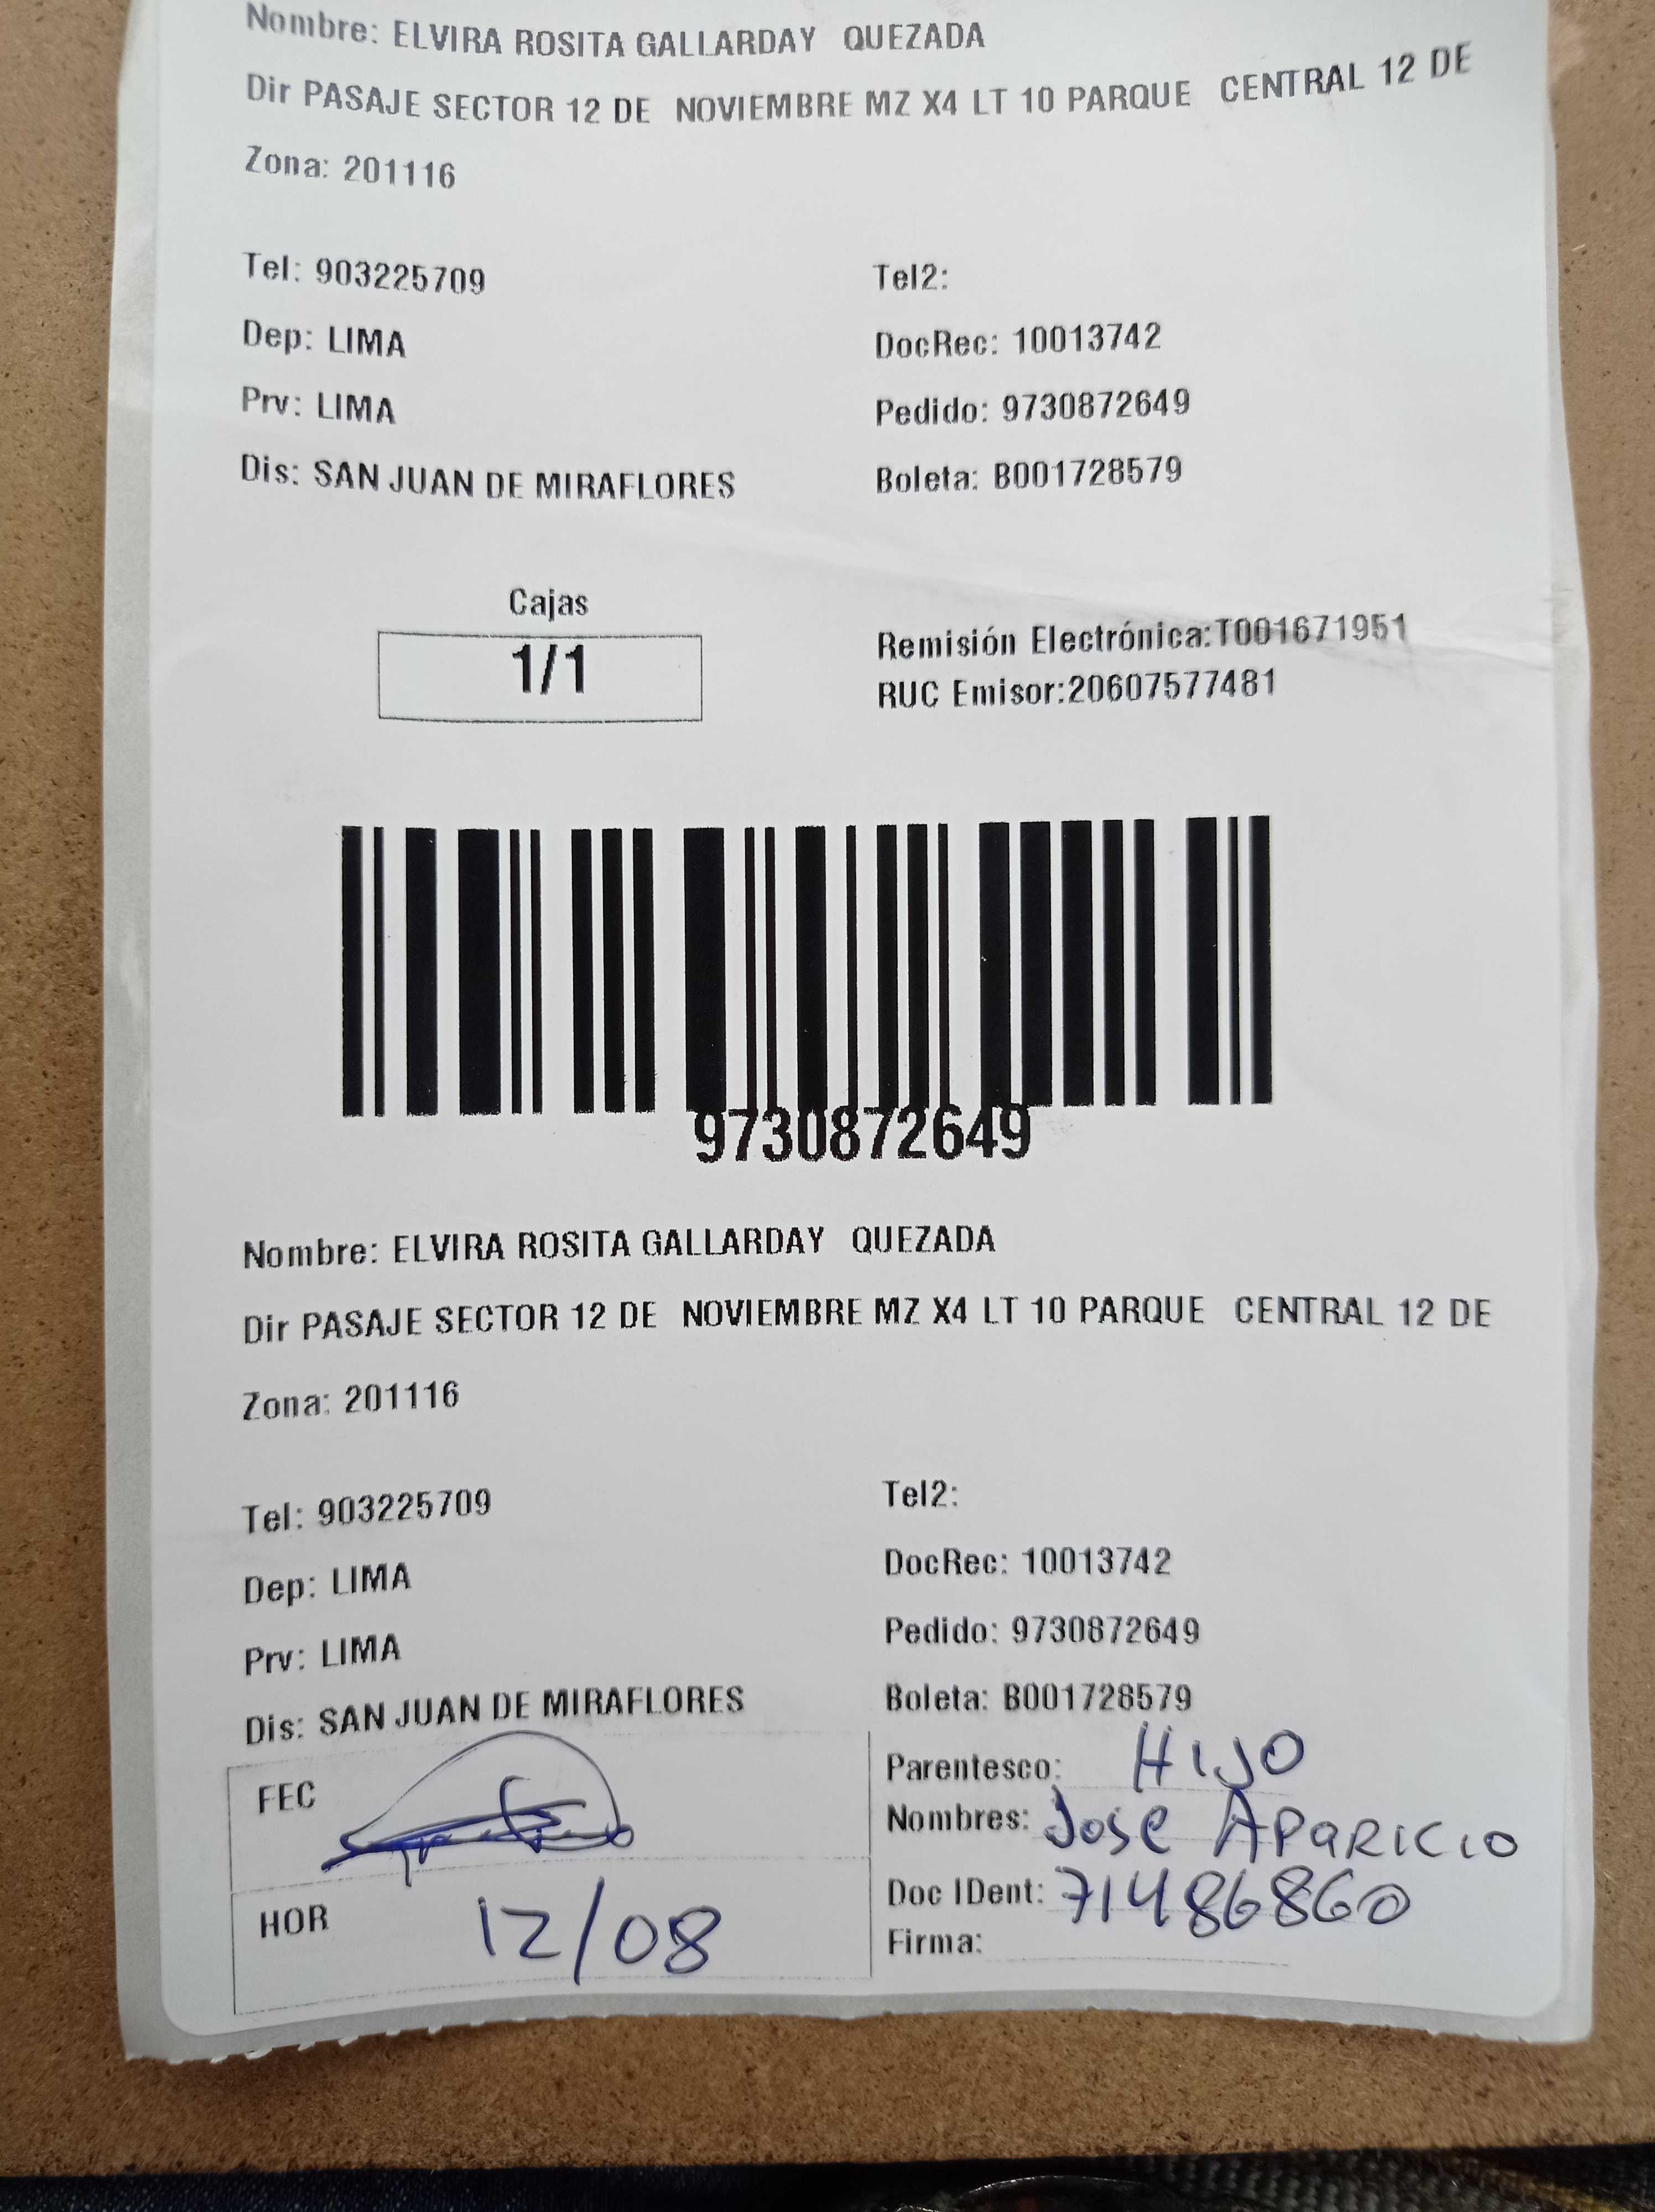 Nombre: ELVIRA ROSITA GALLARDAY QUEZADA
Dir PASAJE SECTOR 12 DE NOVIEMBRE MZ X4 LT 10 PARQUE CENTRAL 12 DE
Zona: 201116
Tel: 903225709
Tel2:
Dep: LIMA
DocRec: 10013742
Prv: LIMA
Pedido: 9730872649
Dis: SAN JUAN DE MIRAFLORES
Boleta: B001728579
Cajas
1/1
Remisión Electrónica:T001671951
RUC Emisor:20607577481
9730872649
Nombre: ELVIRA ROSITA GALLARDAY QUEZADA
Dir PASAJE SECTOR 12 DE NOVIEMBRE MZ X4 LT 10 PARQUE CENTRAL 12 DE
Zona: 201116
Tel: 903225709
Tel2:
Dep: LIMA
DocRec: 10013742
Prv: LIMA
Pedido: 9730872649
Dis: SAN JUAN DE MIRAFLORES
Boleta: B001728579
FEC
HOR 12/08
Parentesco: HIJO
Nombres: Jose APARICIO
Doc IDent: 71486860
Firma: